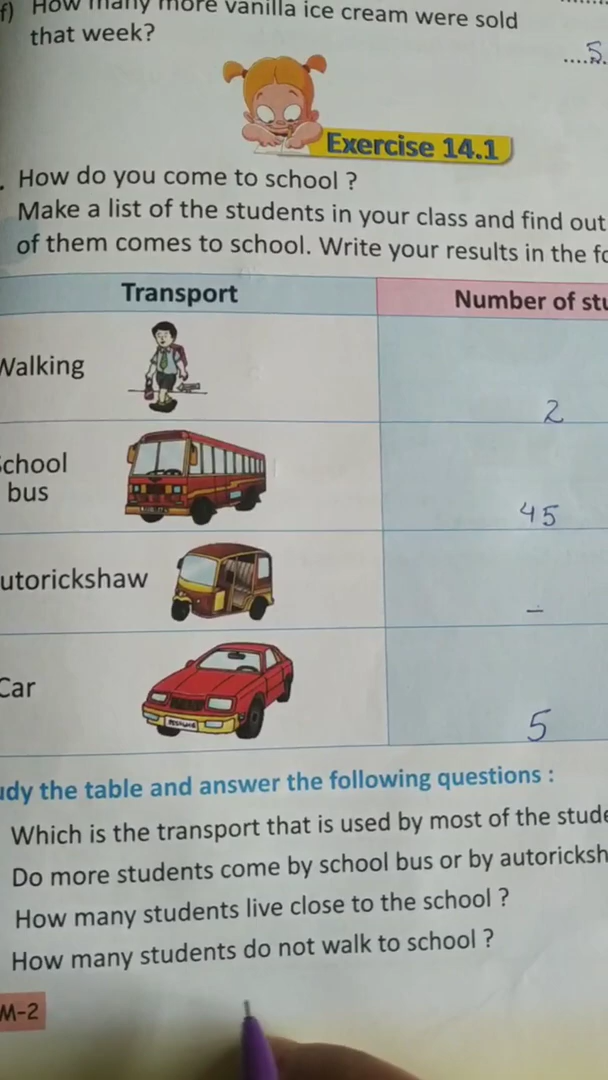 f) How many more vanilla ice cream were sold
that week?
....5.
Exercise 14.1
. How do you come to school ?
Make a list of the students in your class and find out
of them comes to school. Write your results in the fo
Transport Number of stu
Walking
2
School
bus
45
utorickshaw
–
Car
5
udy the table and answer the following questions :
Which is the transport that is used by most of the stude
Do more students come by school bus or by autoricksh
How many students live close to the school ?
How many students do not walk to school ?
M-2